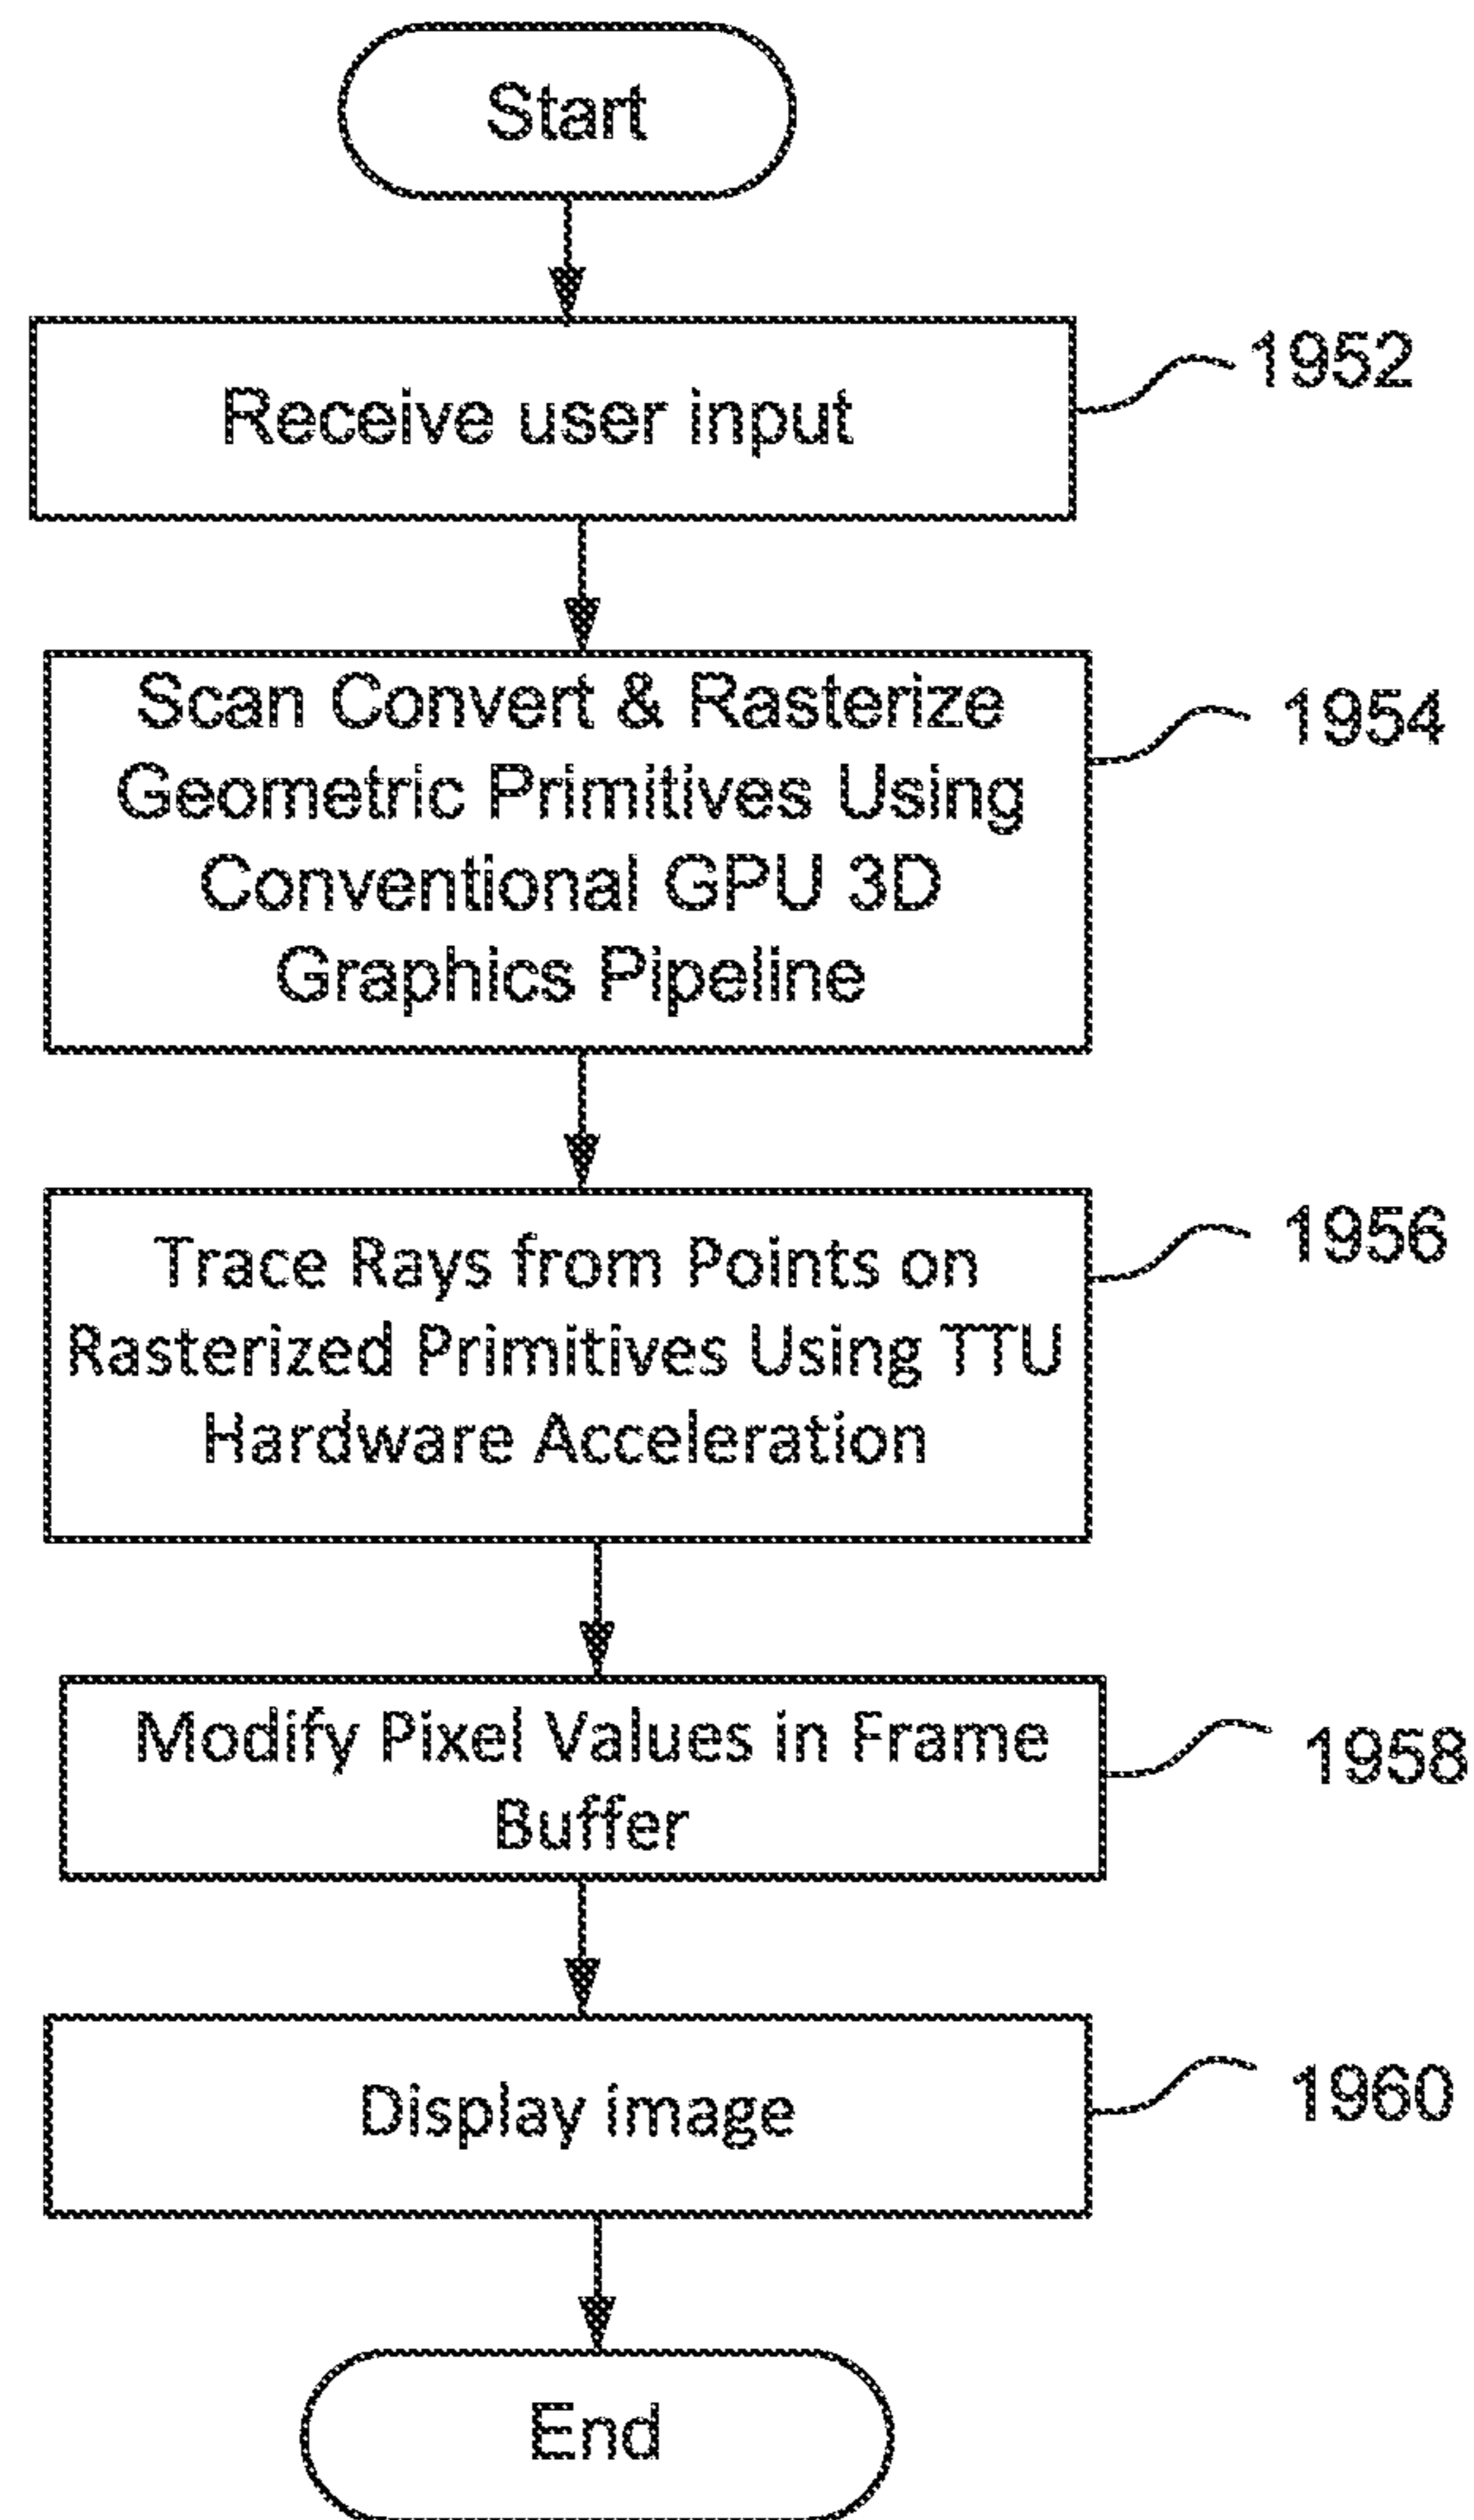 Start
Receive user input
1952
Scan Convert & Rasterize
Geometric Primitives Using
Conventional GPU 3D
Graphics Pipeline
1954
Trace Rays from Points on
Rasterized Primitives Using TTU
Hardware Acceleration
1956
Modify Pixel Values in Frame
Buffer
1958
Display image
1960
End